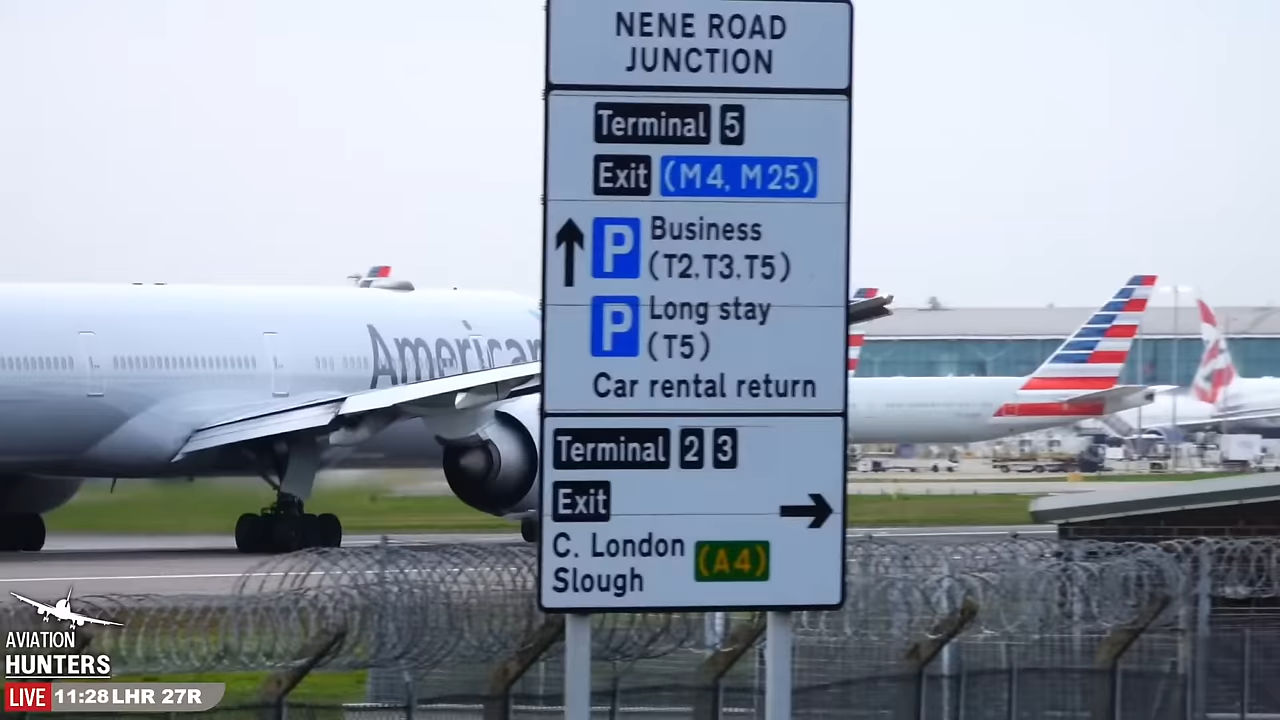 NENE ROAD
JUNCTION
Terminal 5
Exit (M4, M25)
P Business
(T2.T3.T5)
P Long stay
(T5)
Car rental return
Terminal 2 3
Exit
C. London (A4)
Slough
American
AVIATION
HUNTERS
LIVE 11:28 LHR 27R